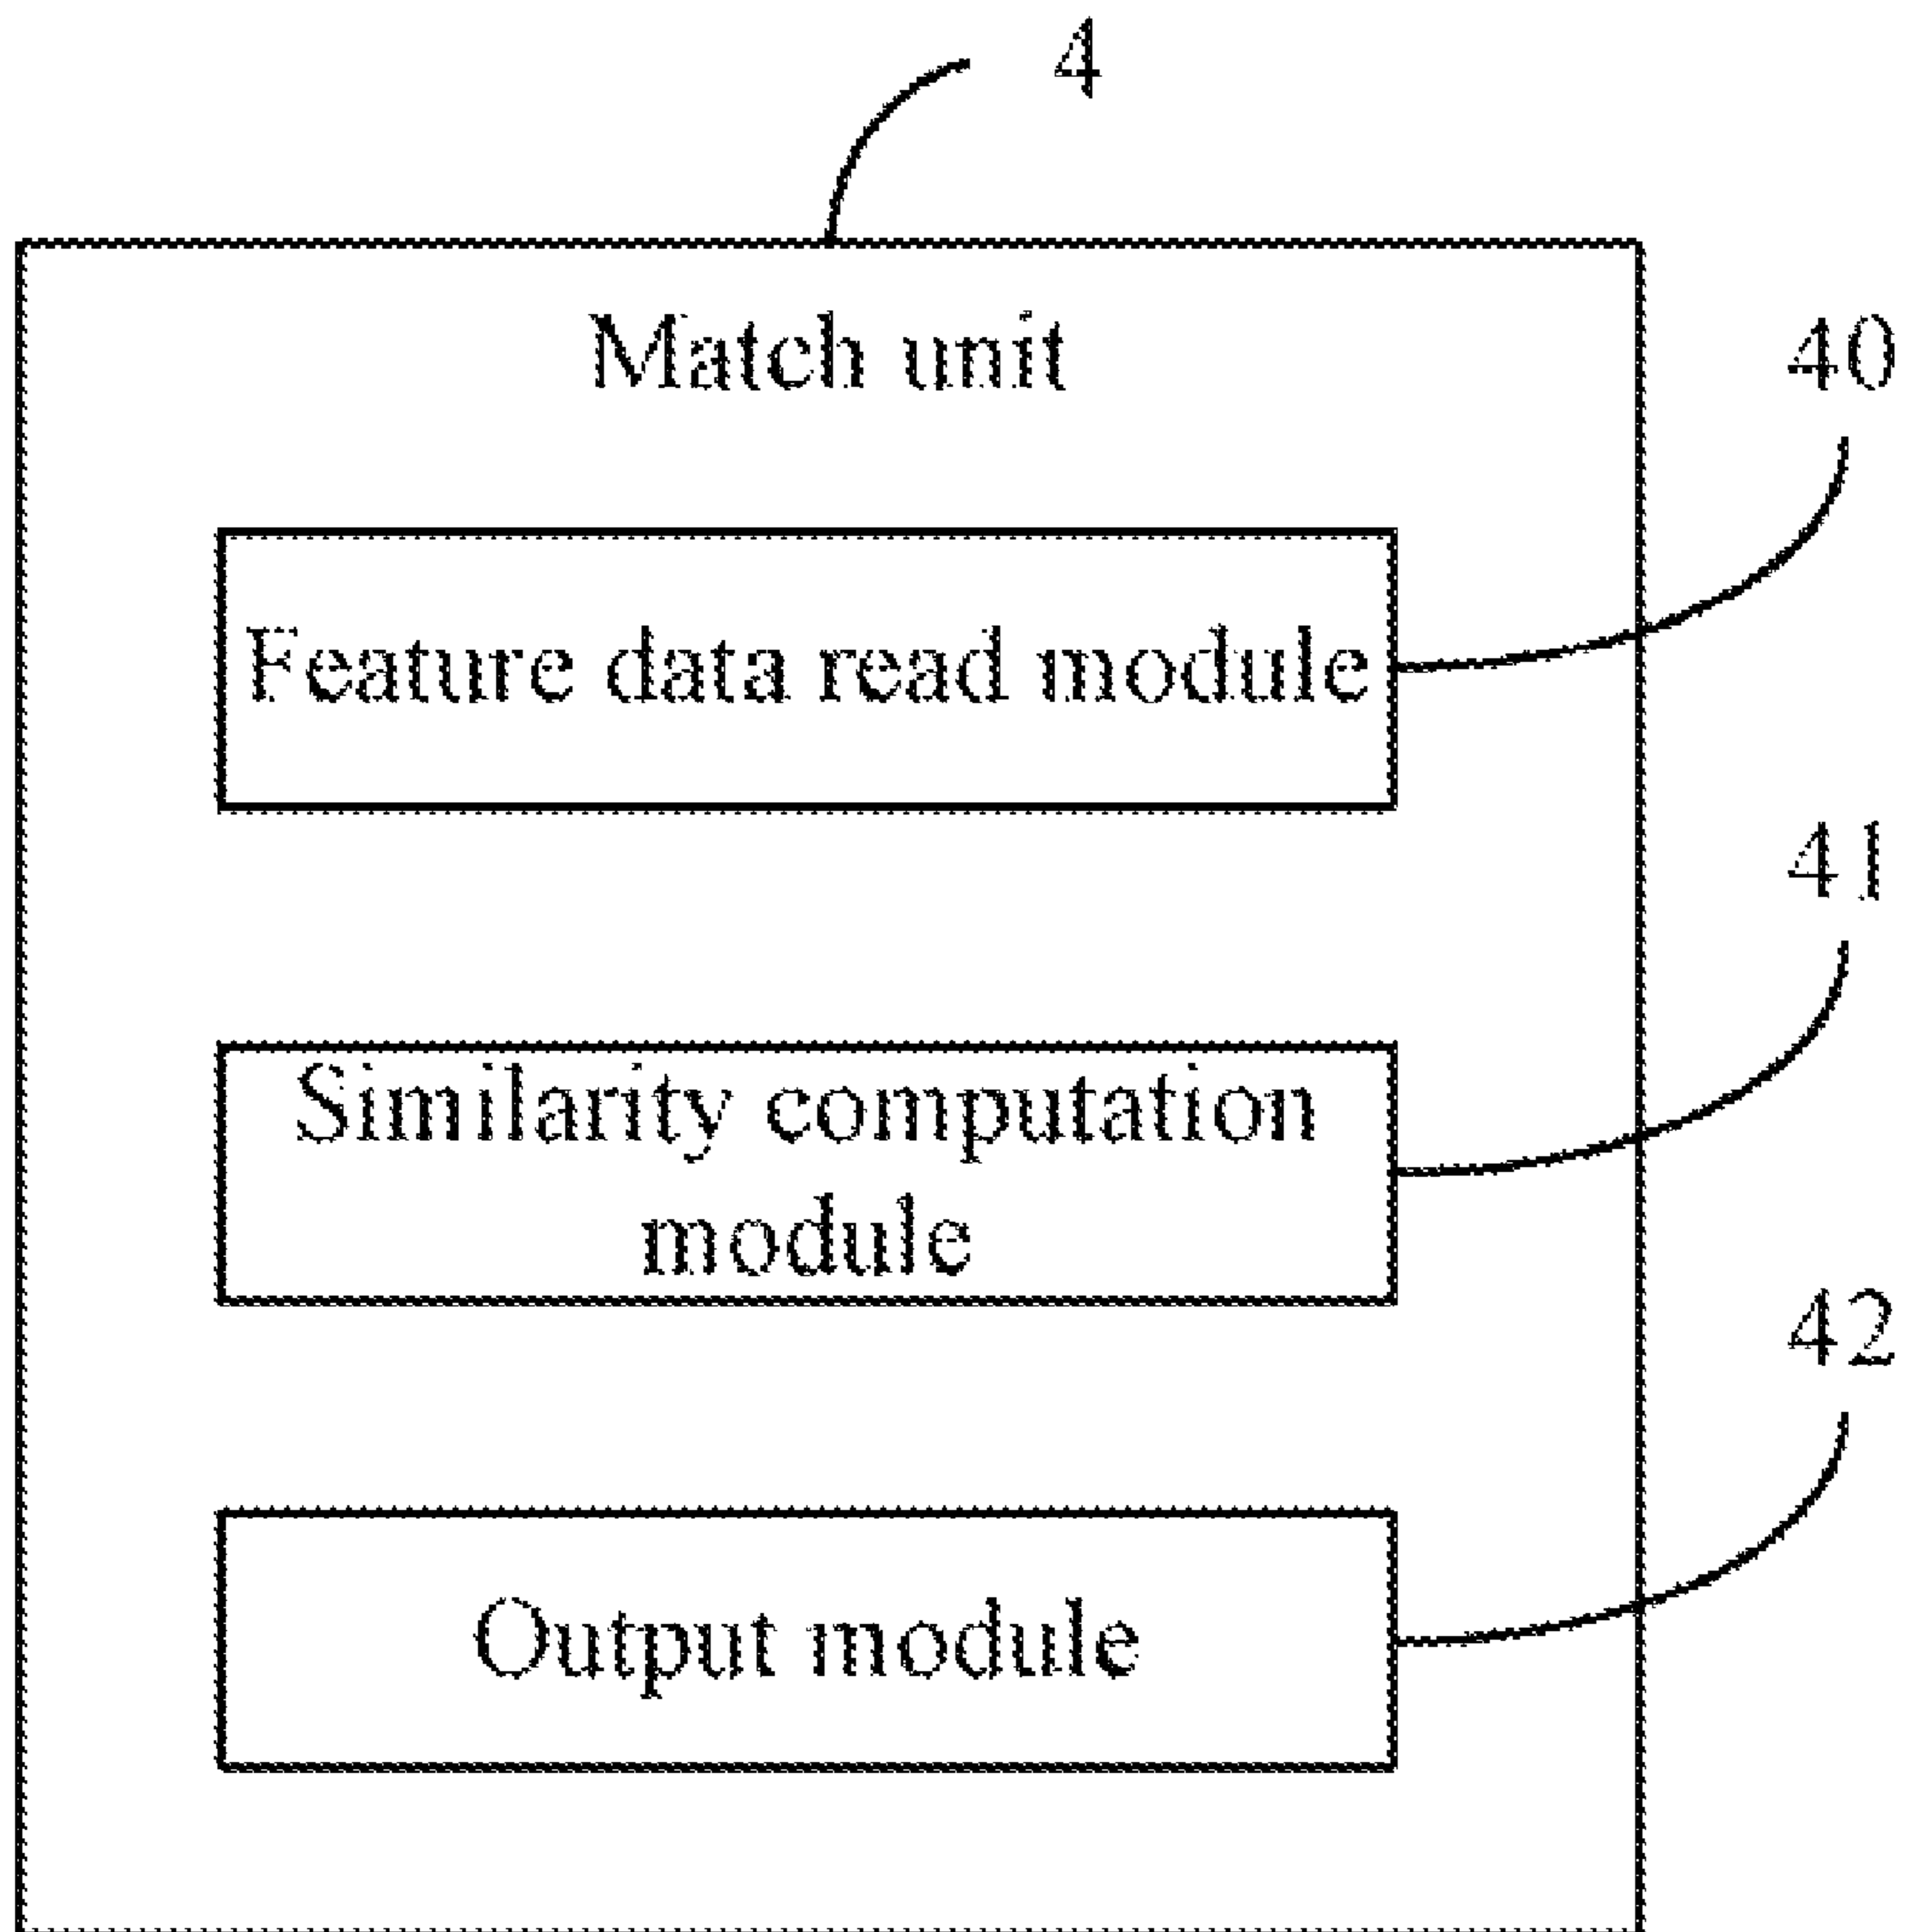 4
Match unit
40
Feature data read module
41
Similarity computation
module
42
Output module